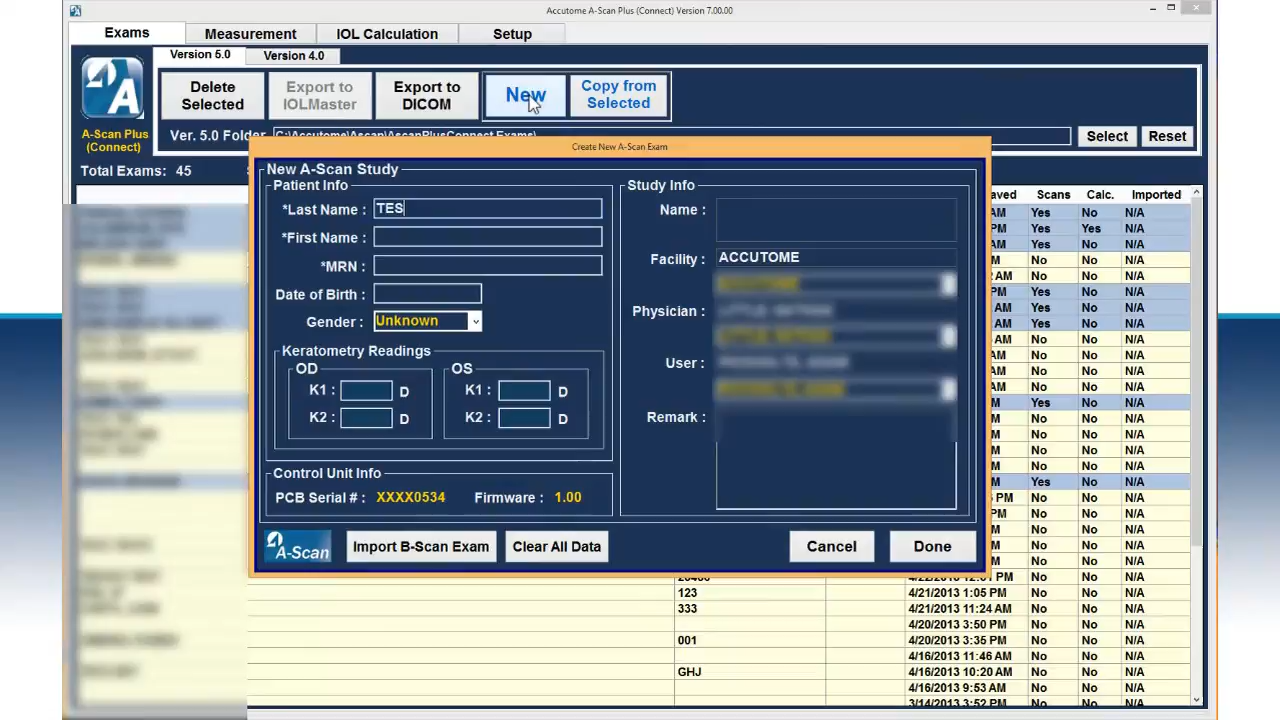 Accutome A-Scan Plus (Connect) Version 7.00.00
Exams Measurement IOL Calculation Setup
Version 5.0 Version 4.0
A
A-Scan Plus
(Connect)
Delete
Selected
Export to
IOLMaster
Export to
DICOM
New
Copy from
Selected
Ver. 5.0 Folder C:\Accutome\Ascan\AscanPlusConnect Exams\ Select Reset
Total Exams: 45
Create New A-Scan Exam
New A-Scan Study
Patient Info
*Last Name : TES
*First Name :
*MRN :
Date of Birth :
Gender : Unknown
Keratometry Readings
OD OS
K1 : D K1 : D
K2 : D K2 : D
Control Unit Info
PCB Serial # : XXXX0534 Firmware : 1.00
Study Info
Name :
Facility : ACCUTOME
Physician :
User :
Remark :
A-Scan Import B-Scan Exam Clear All Data Cancel Done
Scans Calc. Imported
AM Yes No N/A
PM Yes Yes N/A
AM Yes No N/A
AM No No N/A
2 AM No No N/A
PM Yes No N/A
AM Yes No N/A
AM Yes No N/A
AM No No N/A
AM No No N/A
AM No No N/A
M No No N/A
M Yes No N/A
PM No No N/A
PM No No N/A
M No No N/A
M No No N/A
M Yes No N/A
PM No No N/A
PM No No N/A
M No No N/A
M No No N/A
M No No N/A
PM No No N/A
123 4/21/2013 1:05 PM No No N/A
333 4/21/2013 11:24 AM No No N/A
4/20/2013 3:50 PM No No N/A
001 4/20/2013 3:35 PM No No N/A
4/16/2013 11:46 AM No No N/A
GHJ 4/16/2013 10:20 AM No No N/A
4/16/2013 9:53 AM No No N/A
3/14/2013 3:52 PM No No N/A